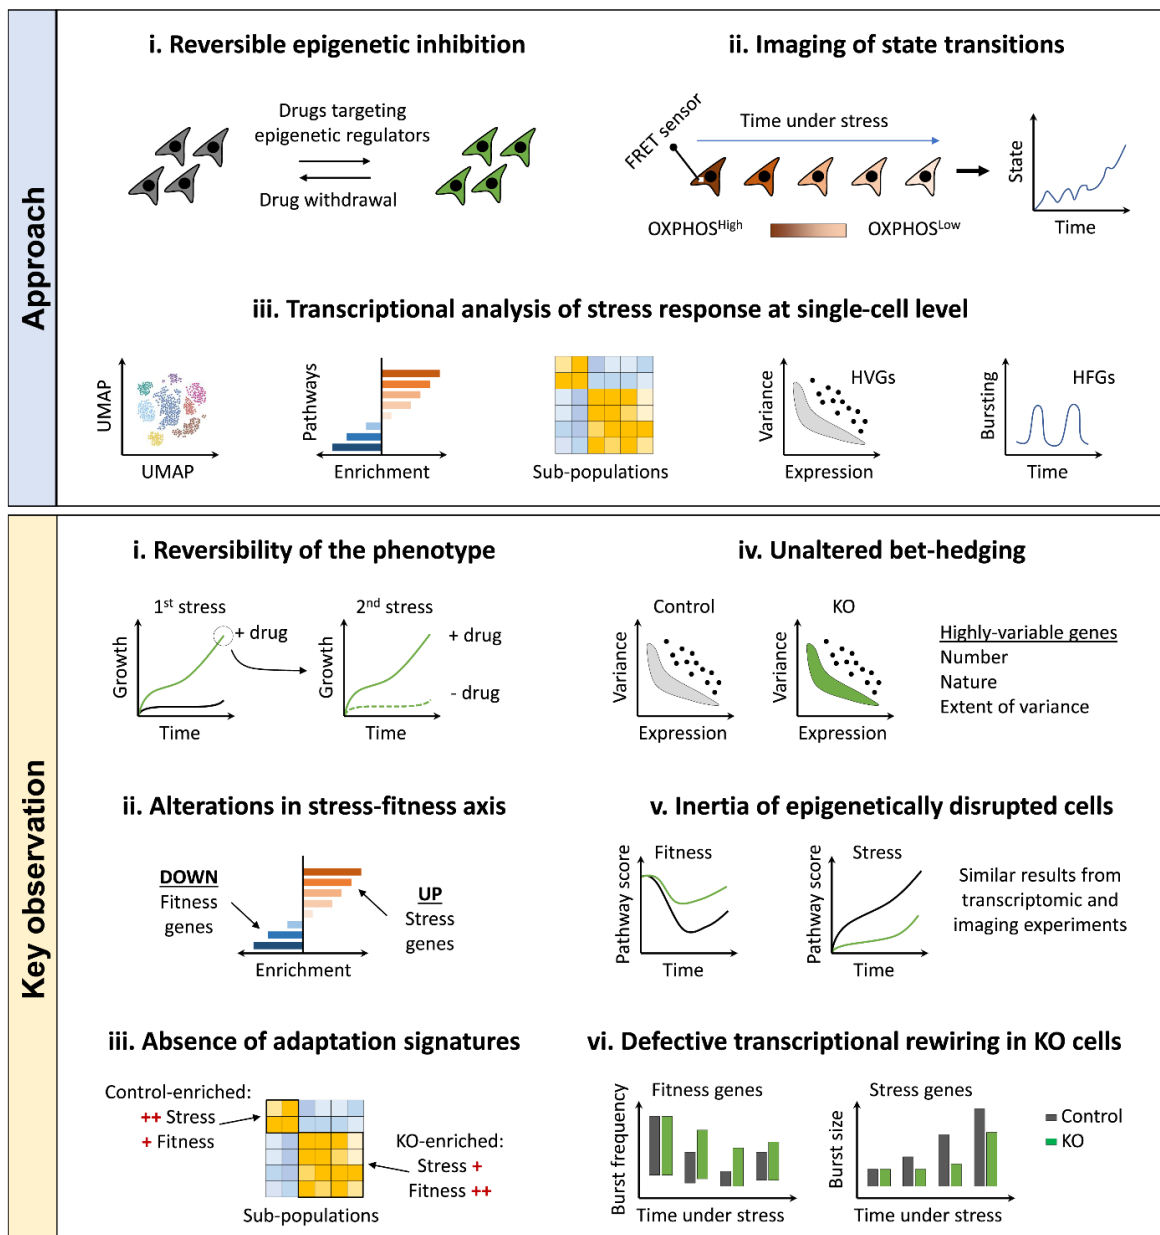 Approach
i. Reversible epigenetic inhibition
Drugs targeting
epigenetic regulators
Drug withdrawal
ii. Imaging of state transitions
FRET sensor
Time under stress
OXPHOSHigh
OXPHOSLow
State
Time
iii. Transcriptional analysis of stress response at single-cell level
UMAP
UMAP
Pathways
Enrichment
Sub-populations
Variance
HVGs
Expression
Bursting
HFGs
Time
Key observation
i. Reversibility of the phenotype
1st stress
+ drug
Growth
Time
2nd stress
+ drug
- drug
Growth
Time
iv. Unaltered bet-hedging
Control
Variance
Expression
KO
Variance
Expression
Highly-variable genes
Number
Nature
Extent of variance
ii. Alterations in stress-fitness axis
DOWN
Fitness
genes
UP
Stress
genes
Enrichment
v. Inertia of epigenetically disrupted cells
Fitness
Pathway score
Time
Stress
Pathway score
Time
Similar results from
transcriptomic and
imaging experiments
iii. Absence of adaptation signatures
Control-enriched:
++ Stress
+ Fitness
KO-enriched:
Stress +
Fitness ++
Sub-populations
vi. Defective transcriptional rewiring in KO cells
Fitness genes
Burst frequency
Time under stress
Stress genes
Burst size
Time under stress
Control
KO